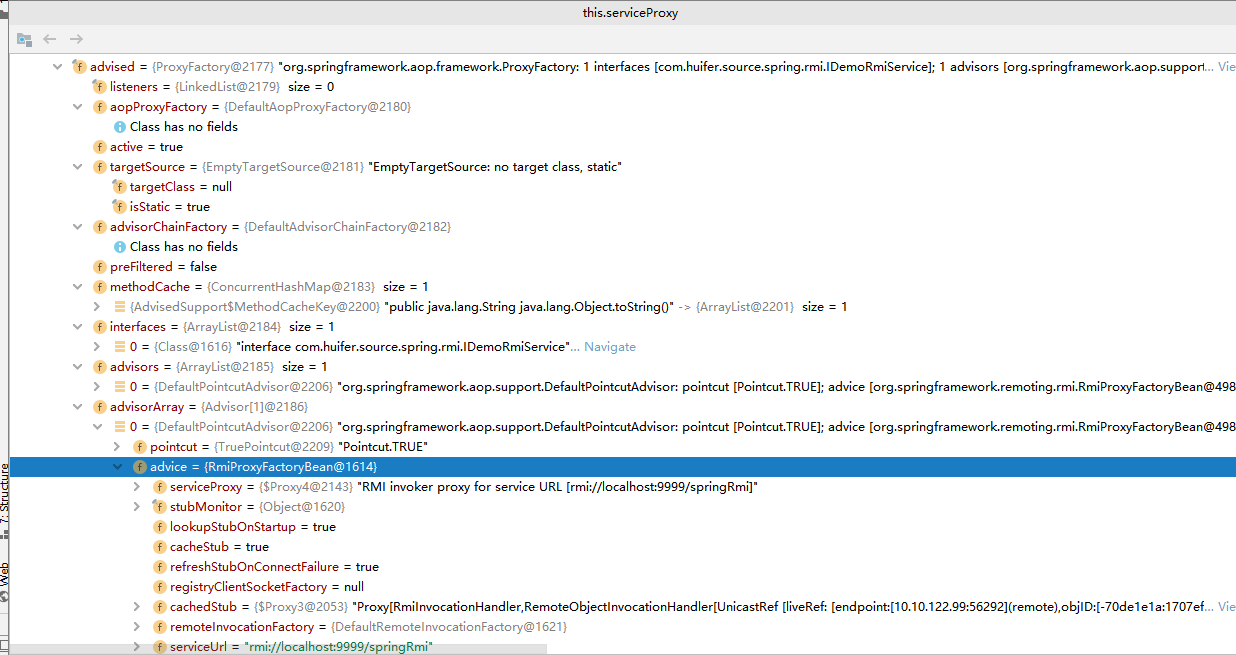 this.serviceProxy
advised = {ProxyFactory@2177} "org.springframework.aop.framework.ProxyFactory: 1 interfaces [com.huifer.source.spring.rmi.IDemoRmiService]; 1 advisors [org.springframework.aop.support... Vie
listeners = {LinkedList@2179} size = 0
aopProxyFactory = {DefaultAopProxyFactory@2180}
Class has no fields
active = true
targetSource = {EmptyTargetSource@2181} "EmptyTargetSource: no target class, static"
targetClass = null
isStatic = true
advisorChainFactory = {DefaultAdvisorChainFactory@2182}
Class has no fields
preFiltered = false
methodCache = {ConcurrentHashMap@2183} size = 1
{AdvisedSupport$MethodCacheKey@2200} "public java.lang.String java.lang.Object.toString()" -> {ArrayList@2201} size = 1
interfaces = {ArrayList@2184} size = 1
0 = {Class@1616} "interface com.huifer.source.spring.rmi.IDemoRmiService"... Navigate
advisors = {ArrayList@2185} size = 1
0 = {DefaultPointcutAdvisor@2206} "org.springframework.aop.support.DefaultPointcutAdvisor: pointcut [Pointcut.TRUE]; advice [org.springframework.remoting.rmi.RmiProxyFactoryBean@498
advisorArray = {Advisor[1]@2186}
0 = {DefaultPointcutAdvisor@2206} "org.springframework.aop.support.DefaultPointcutAdvisor: pointcut [Pointcut.TRUE]; advice [org.springframework.remoting.rmi.RmiProxyFactoryBean@498
pointcut = {TruePointcut@2209} "Pointcut.TRUE"
advice = {RmiProxyFactoryBean@1614}
7: Structure
serviceProxy = {$Proxy4@2143} "RMI invoker proxy for service URL [rmi://localhost:9999/springRmi]"
stubMonitor = {Object@1620}
lookupStubOnStartup = true
cacheStub = true
refreshStubOnConnectFailure = true
Web
registryClientSocketFactory = null
cachedStub = {$Proxy3@2053} "Proxy[RmiInvocationHandler,RemoteObjectInvocationHandler[UnicastRef [liveRef: [endpoint:[10.10.122.99:56292](remote),objID:[-70de1e1a:1707ef... Vie
remoteInvocationFactory = {DefaultRemoteInvocationFactory@1621}
serviceUrl = "rmi://localhost:9999/springRmi"